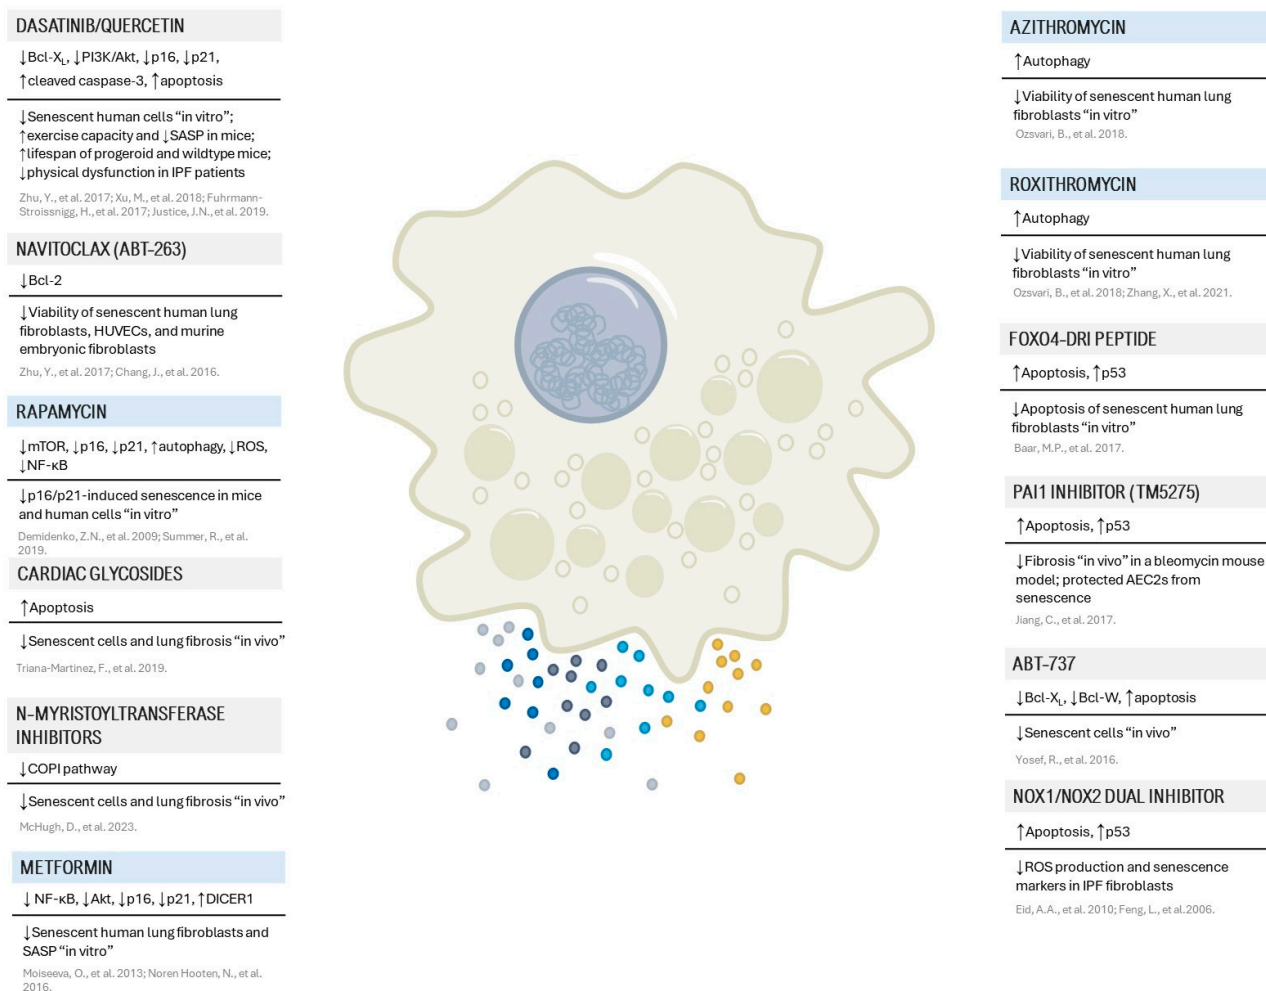 DASATINIB/QUERCETIN
↓Bcl-XL, ↓PI3K/Akt, ↓p16, ↓p21,
↑cleaved caspase-3, ↑apoptosis
↓Senescent human cells “in vitro”;
↑exercise capacity and ↓SASP in mice;
↑lifespan of progeroid and wildtype mice;
↓physical dysfunction in IPF patients
Zhu, Y., et al. 2017; Xu, M., et al. 2018; Fuhrmann-
Stroissnigg, H., et al. 2017; Justice, J.N., et al. 2019.
NAVITOCLAX (ABT-263)
↓Bcl-2
↓Viability of senescent human lung
fibroblasts, HUVECs, and murine
embryonic fibroblasts
Zhu, Y., et al. 2017; Chang, J., et al. 2016.
RAPAMYCIN
↓mTOR, ↓p16, ↓p21, ↑autophagy, ↓ROS,
↓NF-κB
↓p16/p21-induced senescence in mice
and human cells “in vitro”
Demidenko, Z.N., et al. 2009; Summer, R., et al.
2019.
CARDIAC GLYCOSIDES
↑Apoptosis
↓Senescent cells and lung fibrosis “in vivo”
Triana-Martinez, F., et al. 2019.
N-MYRISTOYLTRANSFERASE
INHIBITORS
↓COPI pathway
↓Senescent cells and lung fibrosis “in vivo”
McHugh, D., et al. 2023.
METFORMIN
↓ NF-κB, ↓Akt, ↓p16, ↓p21, ↑DICER1
↓Senescent human lung fibroblasts and
SASP “in vitro”
Moiseeva, O., et al. 2013; Noren Hooten, N., et al.
2016.
AZITHROMYCIN
↑Autophagy
↓Viability of senescent human lung
fibroblasts “in vitro”
Ozsvari, B., et al. 2018.
ROXITHROMYCIN
↑Autophagy
↓Viability of senescent human lung
fibroblasts “in vitro”
Ozsvari, B., et al. 2018; Zhang, X., et al. 2021.
FOXO4-DRI PEPTIDE
↑Apoptosis, ↑p53
↓Apoptosis of senescent human lung
fibroblasts “in vitro”
Baar, M.P., et al. 2017.
PAI1 INHIBITOR (TM5275)
↑Apoptosis, ↑p53
↓Fibrosis “in vivo” in a bleomycin mouse
model; protected AEC2s from
senescence
Jiang, C., et al. 2017.
ABT-737
↓Bcl-XL, ↓Bcl-W, ↑apoptosis
↓Senescent cells “in vivo”
Yosef, R., et al. 2016.
NOX1/NOX2 DUAL INHIBITOR
↑Apoptosis, ↑p53
↓ROS production and senescence
markers in IPF fibroblasts
Eid, A.A., et al. 2010; Feng, L., et al.2006.